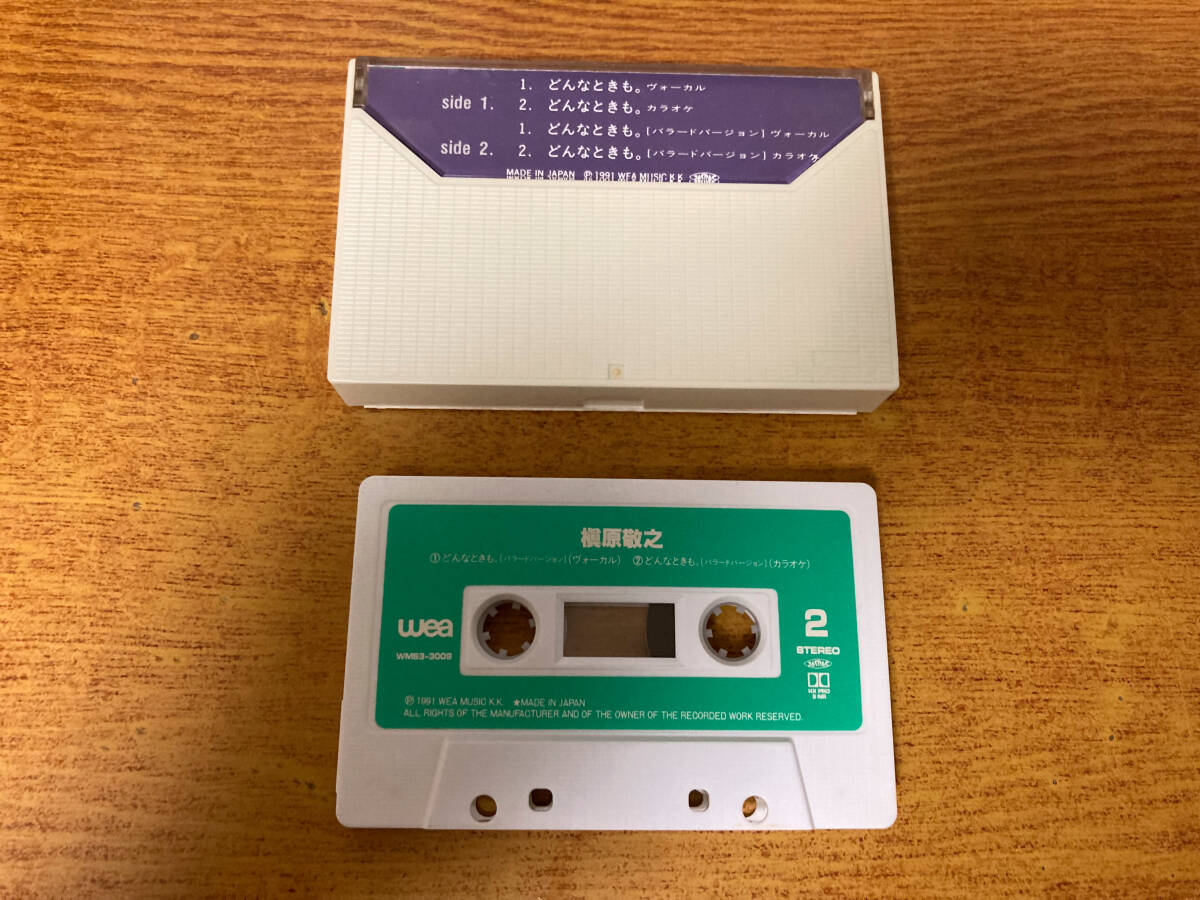 1. どんなときも。ヴォーカル
side 1. 2. どんなときも。カラオケ
1. どんなときも。[バラードバージョン] ヴォーカル
side 2. 2. どんなときも。[バラードバージョン] カラオケ
MADE IN JAPAN Ⓟ1991 WEA MUSIC K.K.
槇原敬之
①どんなときも。[バラードバージョン](ヴォーカル) ②どんなときも。[バラードバージョン](カラオケ)
wea
WMS3-3009
2
STEREO
HX PRO
B NR
Ⓟ1991 WEA MUSIC K.K. ★MADE IN JAPAN
ALL RIGHTS OF THE MANUFACTURER AND OF THE OWNER OF THE RECORDED WORK RESERVED.